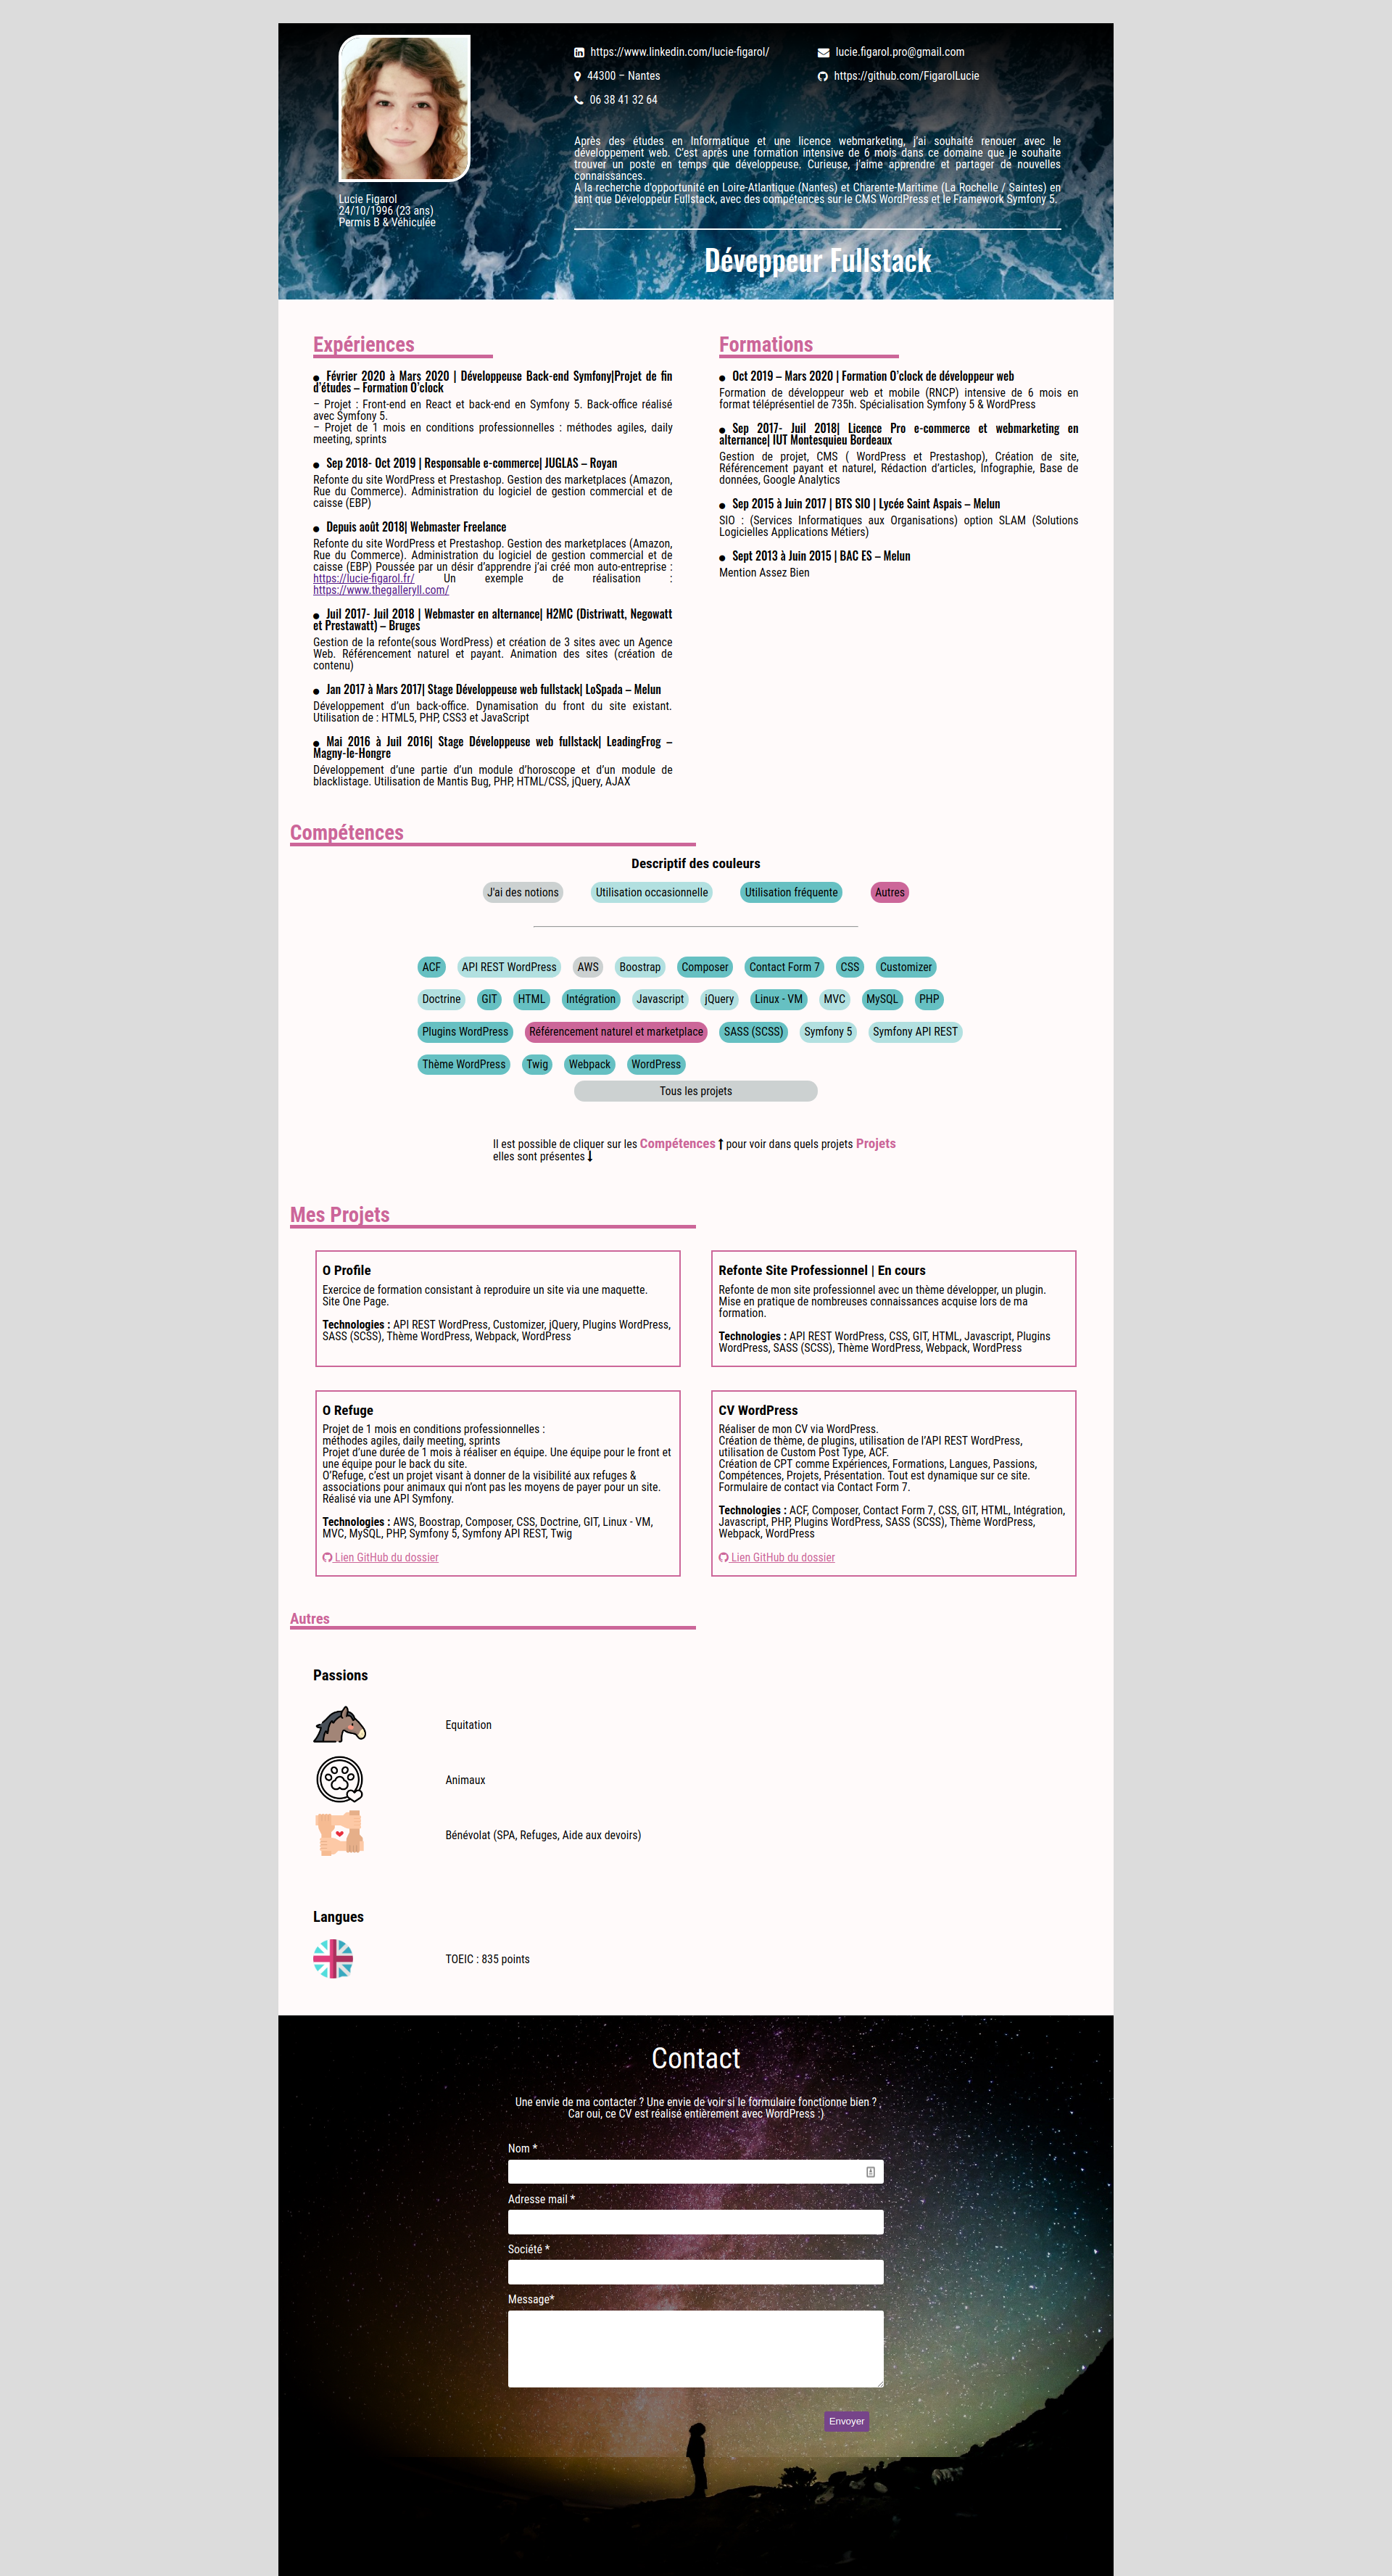 https://www.linkedin.com/lucie-figarol/
lucie.figarol.pro@gmail.com
44300 – Nantes
https://github.com/FigarolLucie
06 38 41 32 64
Lucie Figarol
24/10/1996 (23 ans)
Permis B & Véhiculée
Après des études en Informatique et une licence webmarketing, j’ai souhaité renouer avec le
développement web. C’est après une formation intensive de 6 mois dans ce domaine que je souhaite
trouver un poste en temps que développeuse. Curieuse, j’aime apprendre et partager de nouvelles
connaissances.
A la recherche d’opportunité en Loire-Atlantique (Nantes) et Charente-Maritime (La Rochelle / Saintes) en
tant que Développeur Fullstack, avec des compétences sur le CMS WordPress et le Framework Symfony 5.
Déveppeur Fullstack
Expériences
Février 2020 à Mars 2020 | Développeuse Back-end Symfony|Projet de fin
d’études – Formation O’clock
– Projet : Front-end en React et back-end en Symfony 5. Back-office réalisé
avec Symfony 5.
– Projet de 1 mois en conditions professionnelles : méthodes agiles, daily
meeting, sprints
Sep 2018- Oct 2019 | Responsable e-commerce| JUGLAS – Royan
Refonte du site WordPress et Prestashop. Gestion des marketplaces (Amazon,
Rue du Commerce). Administration du logiciel de gestion commercial et de
caisse (EBP)
Depuis août 2018| Webmaster Freelance
Refonte du site WordPress et Prestashop. Gestion des marketplaces (Amazon,
Rue du Commerce). Administration du logiciel de gestion commercial et de
caisse (EBP) Poussée par un désir d’apprendre j’ai créé mon auto-entreprise :
https://lucie-figarol.fr/ Un exemple de réalisation :
https://www.thegalleryll.com/
Juil 2017- Juil 2018 | Webmaster en alternance| H2MC (Distriwatt, Negowatt
et Prestawatt) – Bruges
Gestion de la refonte(sous WordPress) et création de 3 sites avec un Agence
Web. Référencement naturel et payant. Animation des sites (création de
contenu)
Jan 2017 à Mars 2017| Stage Développeuse web fullstack| LoSpada – Melun
Développement d’un back-office. Dynamisation du front du site existant.
Utilisation de : HTML5, PHP, CSS3 et JavaScript
Mai 2016 à Juil 2016| Stage Développeuse web fullstack| LeadingFrog –
Magny-le-Hongre
Développement d’une partie d’un module d’horoscope et d’un module de
blacklistage. Utilisation de Mantis Bug, PHP, HTML/CSS, jQuery, AJAX
Formations
Oct 2019 – Mars 2020 | Formation O’clock de développeur web
Formation de développeur web et mobile (RNCP) intensive de 6 mois en
format téléprésentiel de 735h. Spécialisation Symfony 5 & WordPress
Sep 2017- Juil 2018| Licence Pro e-commerce et webmarketing en
alternance| IUT Montesquieu Bordeaux
Gestion de projet, CMS ( WordPress et Prestashop), Création de site,
Référencement payant et naturel, Rédaction d’articles, Infographie, Base de
données, Google Analytics
Sep 2015 à Juin 2017 | BTS SIO | Lycée Saint Aspais – Melun
SIO : (Services Informatiques aux Organisations) option SLAM (Solutions
Logicielles Applications Métiers)
Sept 2013 à Juin 2015 | BAC ES – Melun
Mention Assez Bien
Compétences
Descriptif des couleurs
J'ai des notions Utilisation occasionnelle Utilisation fréquente Autres
ACF API REST WordPress AWS Boostrap Composer Contact Form 7 CSS Customizer
Doctrine GIT HTML Intégration Javascript jQuery Linux - VM MVC MySQL PHP
Plugins WordPress Référencement naturel et marketplace SASS (SCSS) Symfony 5 Symfony API REST
Thème WordPress Twig Webpack WordPress
Tous les projets
Il est possible de cliquer sur les Compétences pour voir dans quels projets Projets
elles sont présentes
Mes Projets
O Profile
Exercice de formation consistant à reproduire un site via une maquette.
Site One Page.
Technologies : API REST WordPress, Customizer, jQuery, Plugins WordPress,
SASS (SCSS), Thème WordPress, Webpack, WordPress
Refonte Site Professionnel | En cours
Refonte de mon site professionnel avec un thème développer, un plugin.
Mise en pratique de nombreuses connaissances acquise lors de ma
formation.
Technologies : API REST WordPress, CSS, GIT, HTML, Javascript, Plugins
WordPress, SASS (SCSS), Thème WordPress, Webpack, WordPress
O Refuge
Projet de 1 mois en conditions professionnelles :
méthodes agiles, daily meeting, sprints
Projet d’une durée de 1 mois à réaliser en équipe. Une équipe pour le front et
une équipe pour le back du site.
O’Refuge, c’est un projet visant à donner de la visibilité aux refuges &
associations pour animaux qui n’ont pas les moyens de payer pour un site.
Réalisé via une API Symfony.
Technologies : AWS, Boostrap, Composer, CSS, Doctrine, GIT, Linux - VM,
MVC, MySQL, PHP, Symfony 5, Symfony API REST, Twig
Lien GitHub du dossier
CV WordPress
Réaliser de mon CV via WordPress.
Création de thème, de plugins, utilisation de l’API REST WordPress,
utilisation de Custom Post Type, ACF.
Création de CPT comme Expériences, Formations, Langues, Passions,
Compétences, Projets, Présentation. Tout est dynamique sur ce site.
Formulaire de contact via Contact Form 7.
Technologies : ACF, Composer, Contact Form 7, CSS, GIT, HTML, Intégration,
Javascript, PHP, Plugins WordPress, SASS (SCSS), Thème WordPress,
Webpack, WordPress
Lien GitHub du dossier
Autres
Passions
Equitation
Animaux
Bénévolat (SPA, Refuges, Aide aux devoirs)
Langues
TOEIC : 835 points
Contact
Une envie de ma contacter ? Une envie de voir si le formulaire fonctionne bien ?
Car oui, ce CV est réalisé entièrement avec WordPress :)
Nom *
Adresse mail *
Société *
Message*
Envoyer